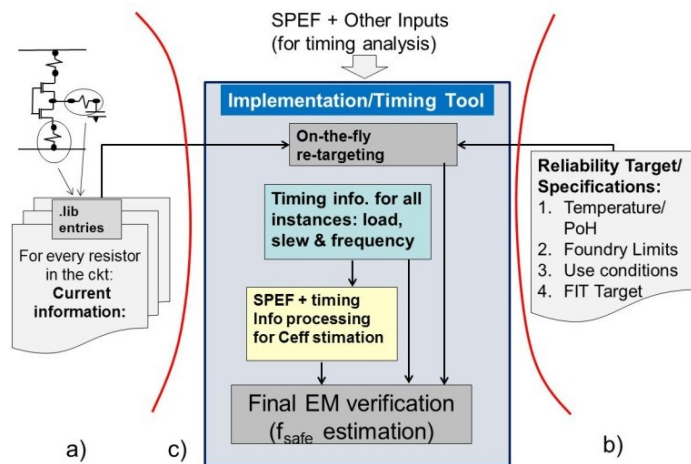 SPEF + Other Inputs
(for timing analysis)
Implementation/Timing Tool
On-the-fly
re-targeting
.lib
entries
For every resistor
in the ckt:
Current
information:
Timing info. for all
instances: load,
slew & frequency
SPEF + timing
Info processing
for Ceff stimation
Final EM verification
(fsafe estimation)
Reliability Target/
Specifications:
1. Temperature/
PoH
2. Foundry Limits
3. Use conditions
4. FIT Target
a)
c)
b)